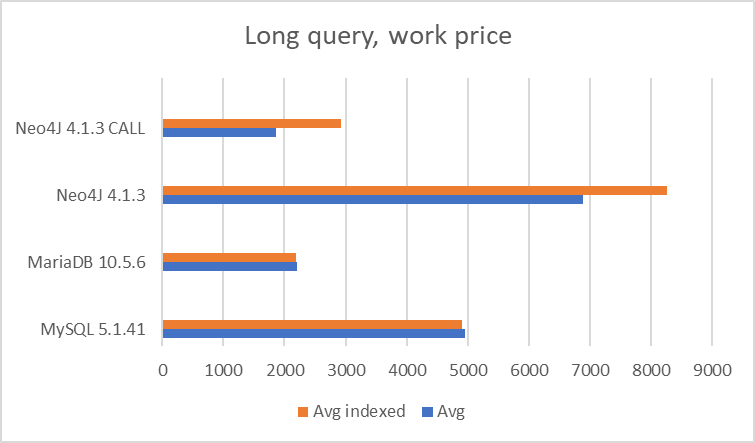 Long query, work price
Neo4J 4.1.3 CALL
Neo4J 4.1.3
MariaDB 10.5.6
MySQL 5.1.41
0 1000 2000 3000 4000 5000 6000 7000 8000 9000
Avg indexed Avg